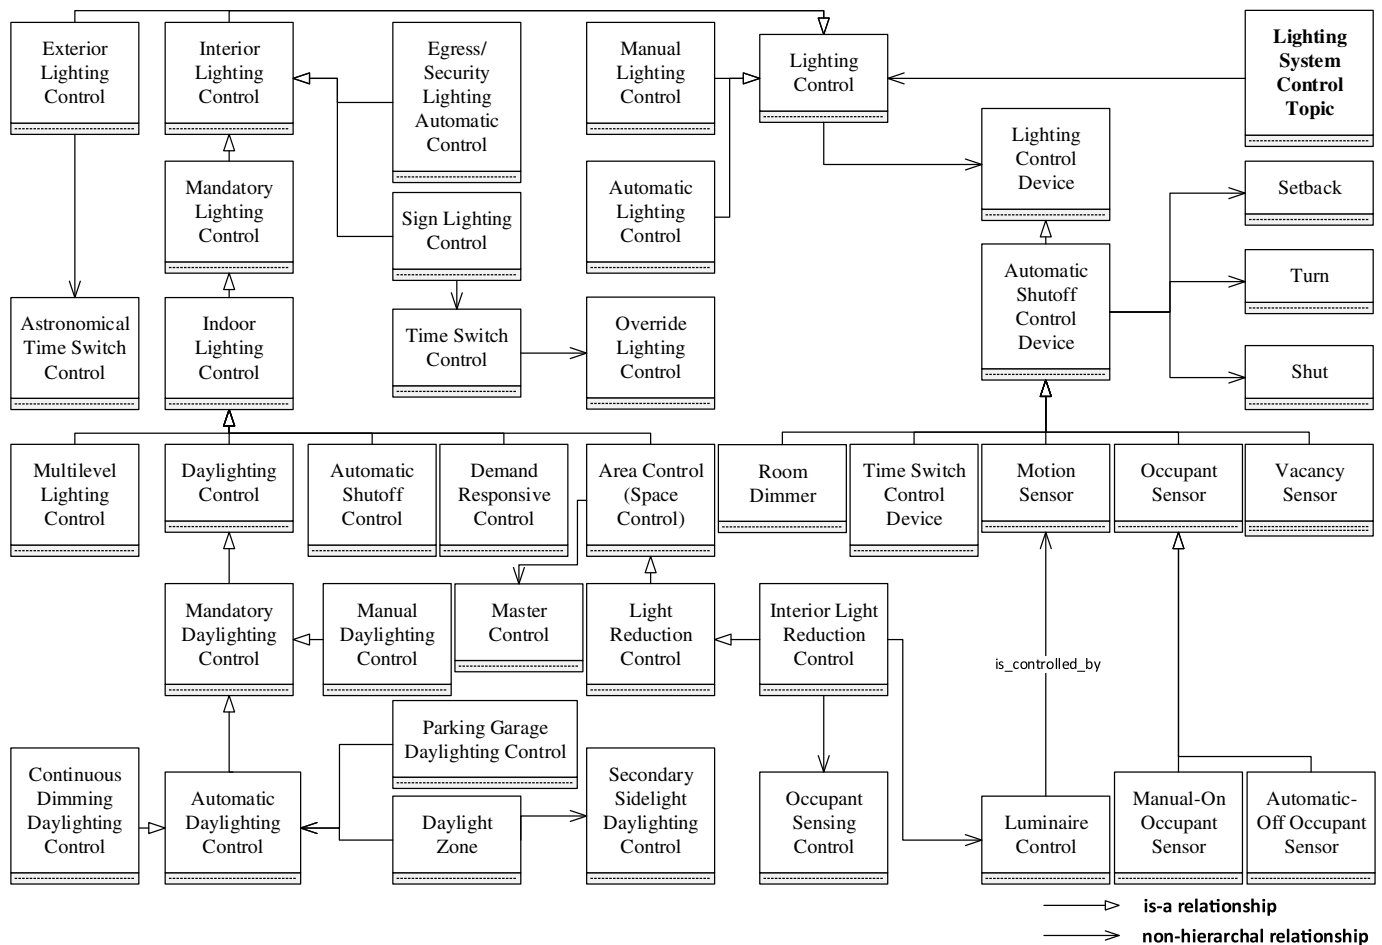 Exterior
Lighting
Control
Interior
Lighting
Control
Egress/
Security
Lighting
Automatic
Control
Manual
Lighting
Control
Lighting
Control
Lighting
System
Control
Topic
Lighting
Control
Device
Mandatory
Lighting
Control
Sign Lighting
Control
Automatic
Lighting
Control
Setback
Automatic
Shutoff
Control
Device
Turn
Astronomical
Time Switch
Control
Indoor
Lighting
Control
Time Switch
Control
Override
Lighting
Control
Shut
Multilevel
Lighting
Control
Daylighting
Control
Automatic
Shutoff
Control
Demand
Responsive
Control
Area Control
(Space
Control)
Room
Dimmer
Time Switch
Control
Device
Motion
Sensor
Occupant
Sensor
Vacancy
Sensor
Mandatory
Daylighting
Control
Manual
Daylighting
Control
Master
Control
Light
Reduction
Control
Interior Light
Reduction
Control
is_controlled_by
Parking Garage
Daylighting Control
Continuous
Dimming
Daylighting
Control
Automatic
Daylighting
Control
Daylight
Zone
Secondary
Sidelight
Daylighting
Control
Occupant
Sensing
Control
Luminaire
Control
Manual-On
Occupant
Sensor
Automatic-
Off Occupant
Sensor
is-a relationship
non-hierarchal relationship